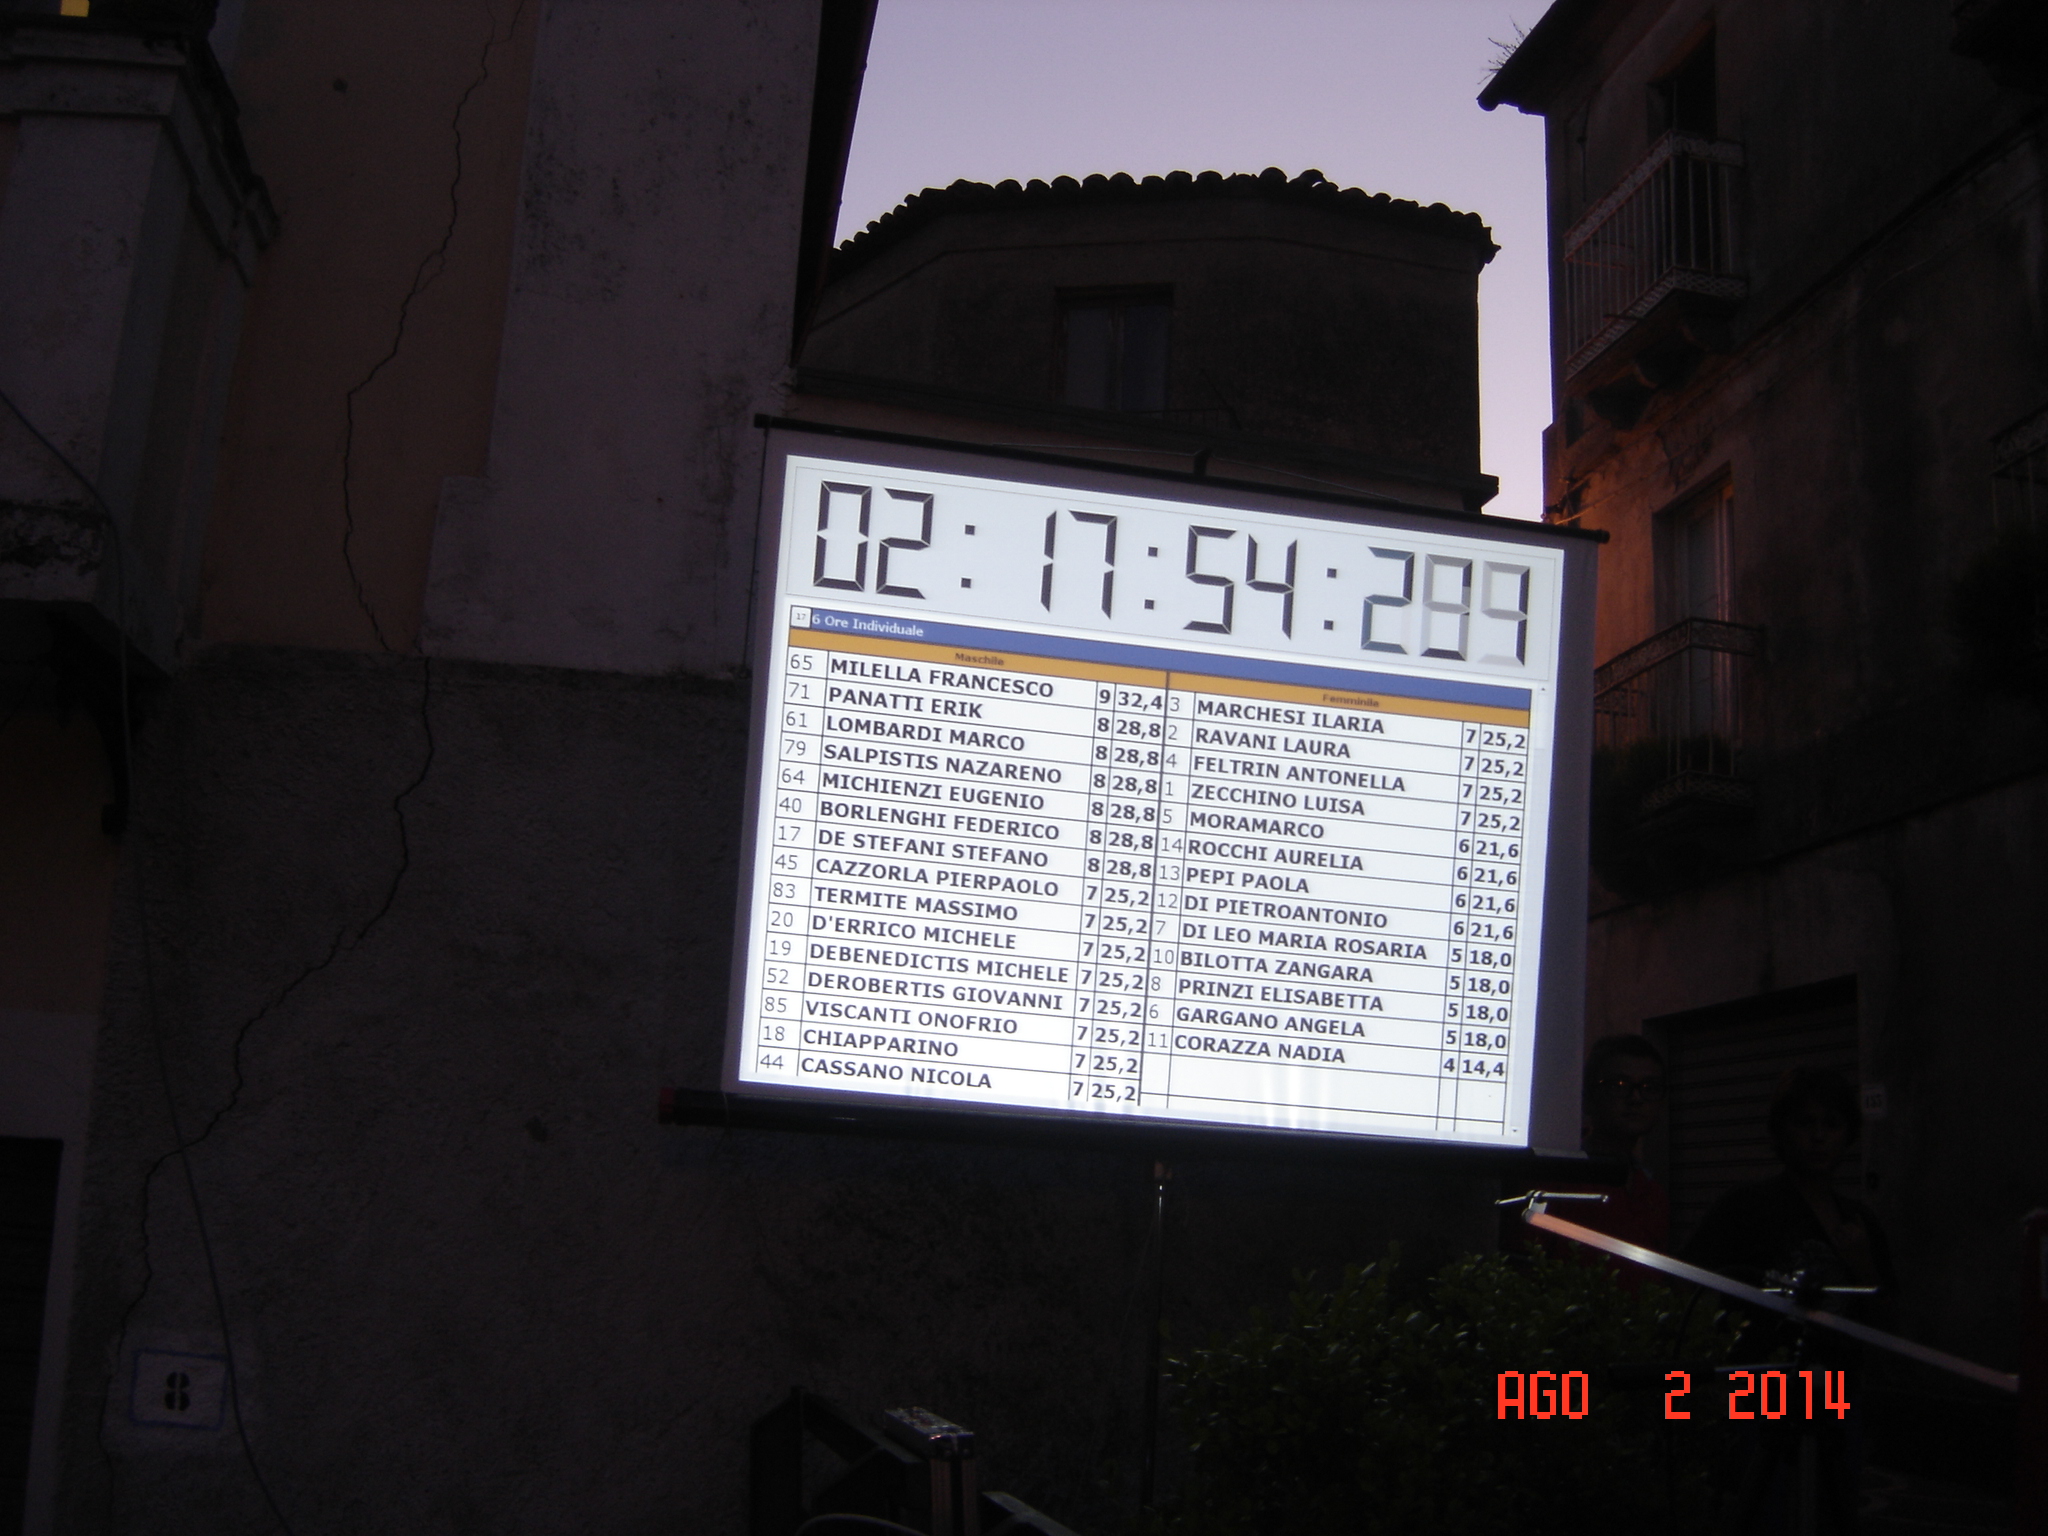 02:17:54:2
17 6 Ore Individuale
Maschile Femminile
65 MILELLA FRANCESCO 9 32,4 3 MARCHESI ILARIA 7 25,2
71 PANATTI ERIK 8 28,8 2 RAVANI LAURA 7 25,2
61 LOMBARDI MARCO 8 28,8 4 FELTRIN ANTONELLA 7 25,2
79 SALPISTIS NAZARENO 8 28,8 1 ZECCHINO LUISA 7 25,2
64 MICHIENZI EUGENIO 8 28,8 5 MORAMARCO 6 21,6
40 BORLENGHI FEDERICO 8 28,8 14 ROCCHI AURELIA 6 21,6
17 DE STEFANI STEFANO 8 28,8 13 PEPI PAOLA 6 21,6
45 CAZZORLA PIERPAOLO 7 25,2 12 DI PIETROANTONIO 6 21,6
83 TERMITE MASSIMO 7 25,2 7 DI LEO MARIA ROSARIA 5 18,0
20 D'ERRICO MICHELE 7 25,2 10 BILOTTA ZANGARA 5 18,0
19 DEBENEDICTIS MICHELE 7 25,2 8 PRINZI ELISABETTA 5 18,0
52 DEROBERTIS GIOVANNI 7 25,2 6 GARGANO ANGELA 5 18,0
85 VISCANTI ONOFRIO 7 25,2 11 CORAZZA NADIA 4 14,4
18 CHIAPPARINO 7 25,2
44 CASSANO NICOLA 7 25,2
8
AGO 2 2014